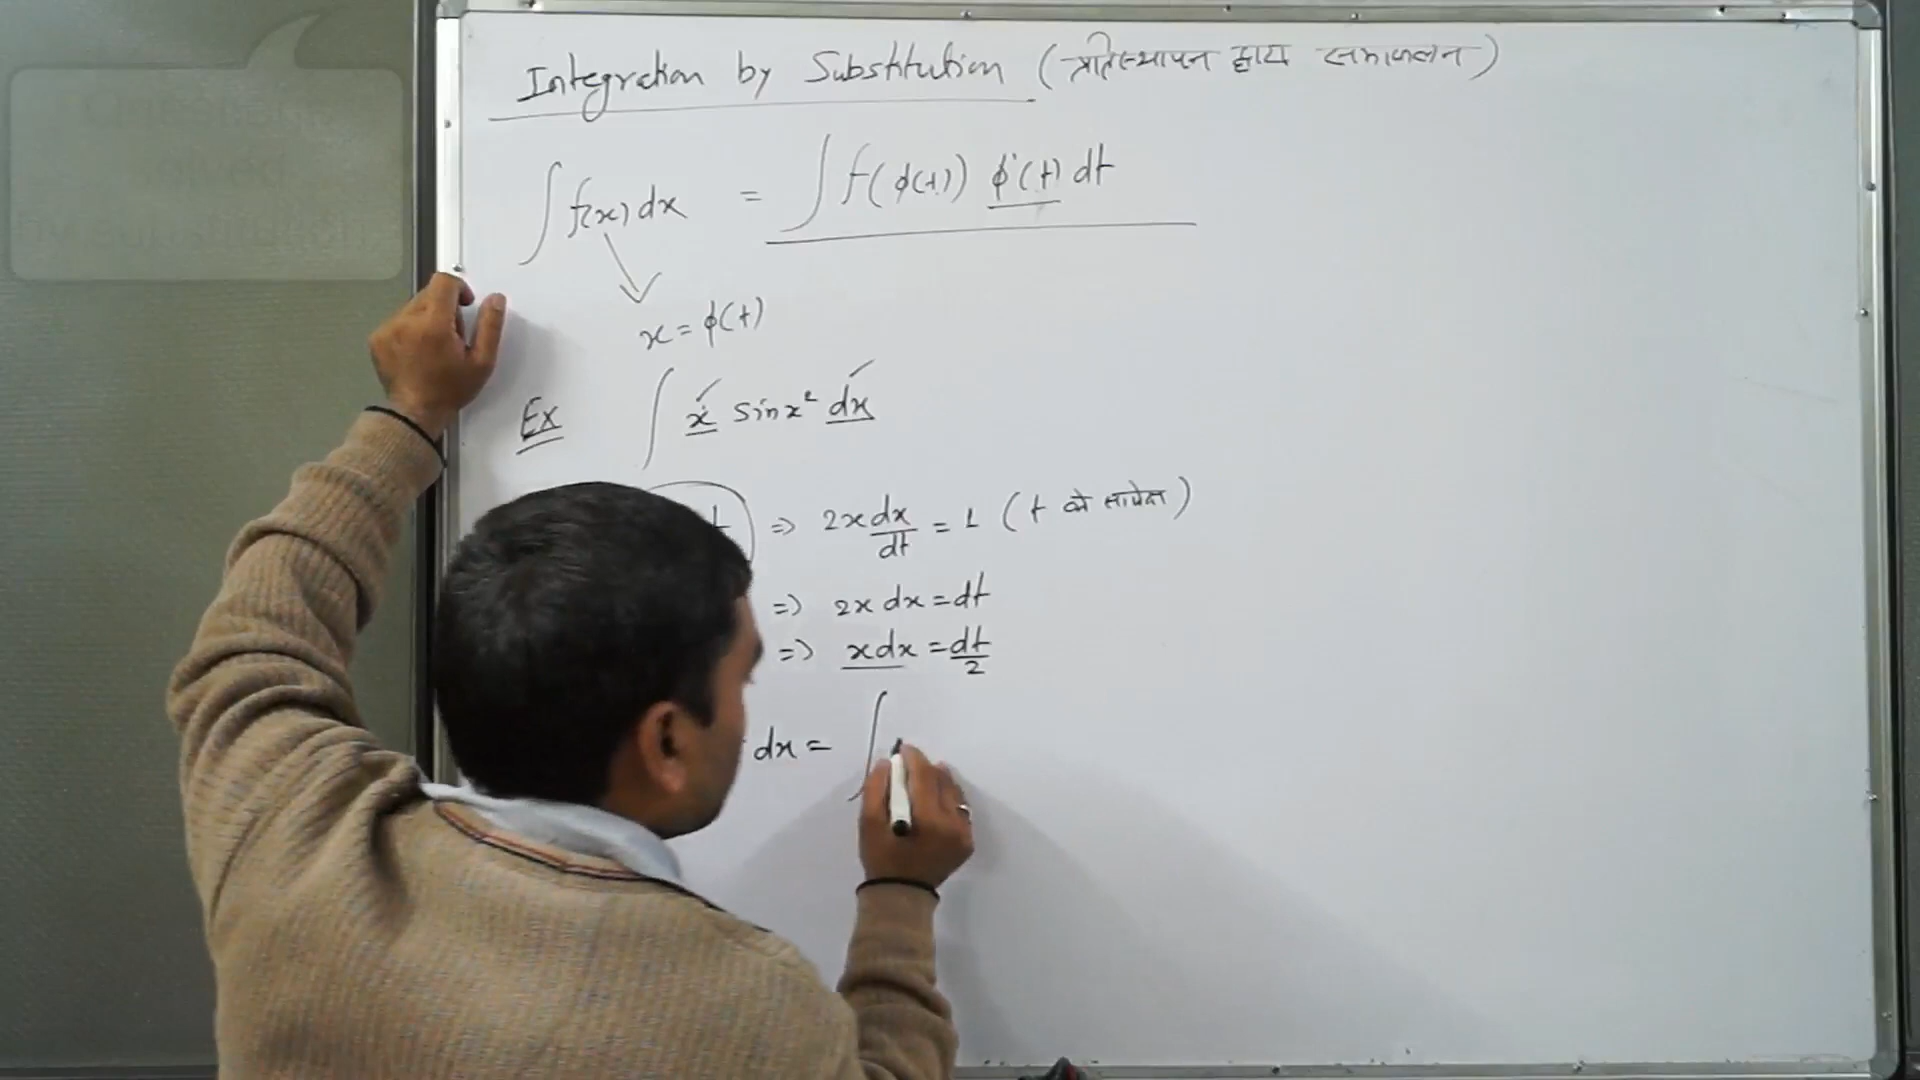 Integration by Substitution (प्रतिस्थापन द्वारा समाकलन)
∫ f(x) dx = ∫ f(ϕ(t)) ϕ'(t) dt
x = ϕ(t)
Ex ∫ x sin x² dx
t ⇒ 2x dx/dt = 1 (t के सापेक्ष)
⇒ 2x dx = dt
⇒ x dx = dt/2
dx = ∫